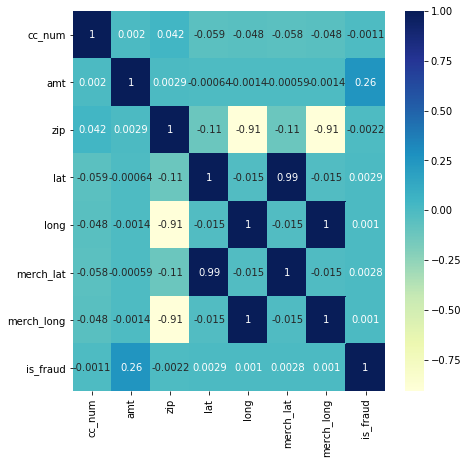 cc_num 1 0.002 0.042 -0.059 -0.048 -0.058 -0.048 -0.0011
amt 0.002 1 0.0029 -0.00064 -0.0014 -0.00059 -0.0014 0.26
zip 0.042 0.0029 1 -0.11 -0.91 -0.11 -0.91 -0.0022
lat -0.059 -0.00064 -0.11 1 -0.015 0.99 -0.015 0.0029
long -0.048 -0.0014 -0.91 -0.015 1 -0.015 1 0.001
merch_lat -0.058 -0.00059 -0.11 0.99 -0.015 1 -0.015 0.0028
merch_long -0.048 -0.0014 -0.91 -0.015 1 -0.015 1 0.001
is_fraud -0.0011 0.26 -0.0022 0.0029 0.001 0.0028 0.001 1
cc_num amt zip lat long merch_lat merch_long is_fraud
1.00
0.75
0.50
0.25
0.00
-0.25
-0.50
-0.75